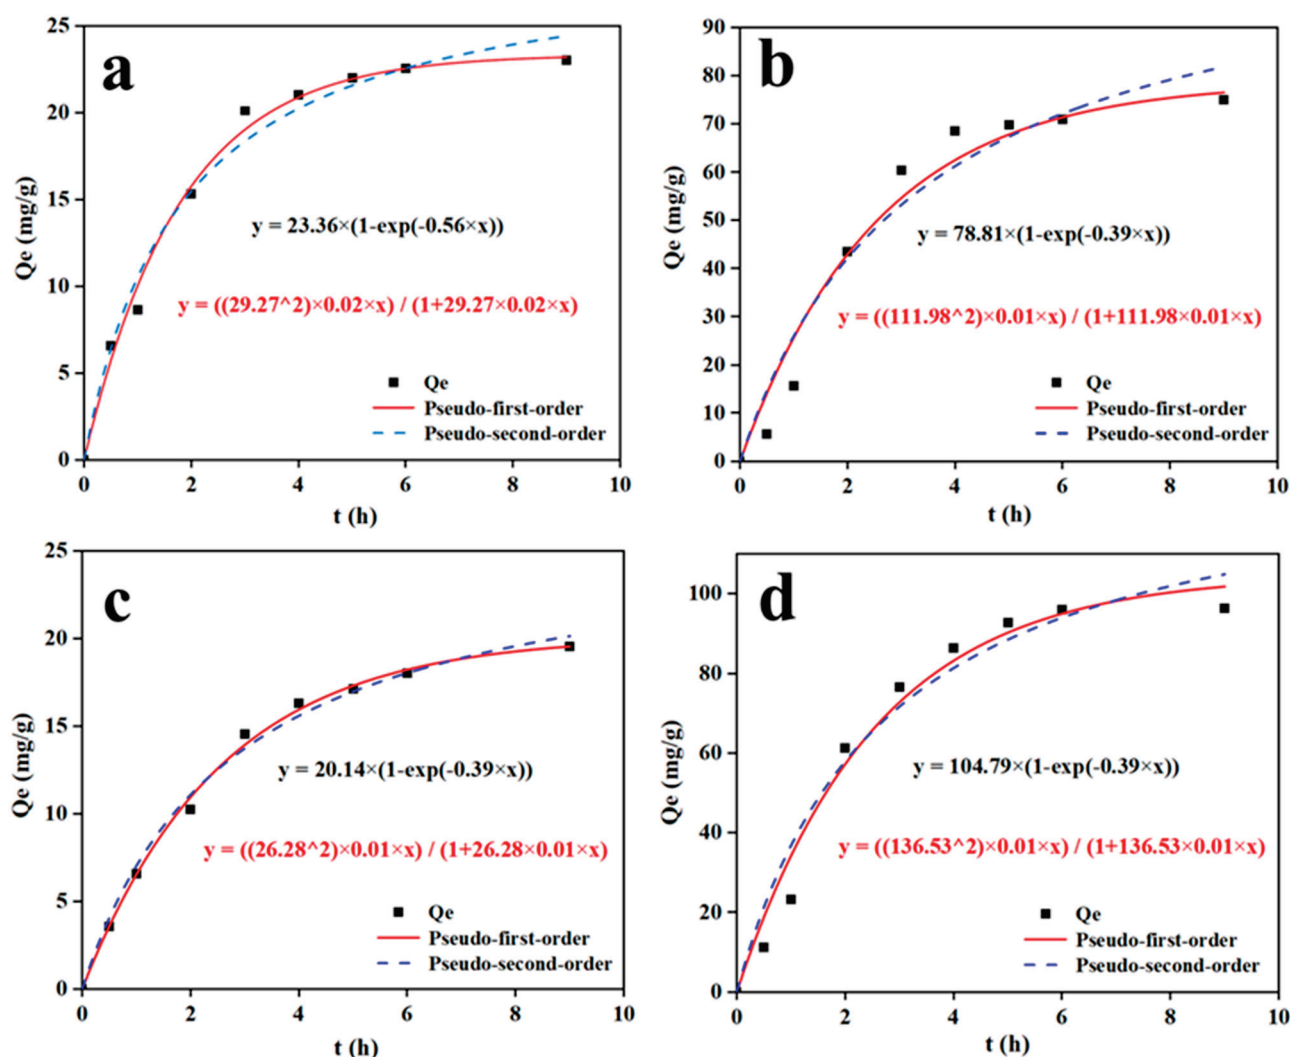 a
25
20
15
10
5
0
Qe (mg/g)
y = 23.36×(1-exp(-0.56×x))
y = ((29.27^2)×0.02×x) / (1+29.27×0.02×x)
Qe
Pseudo-first-order
Pseudo-second-order
0 2 4 6 8 10
t (h)
b
90
80
70
60
50
40
30
20
10
0
Qe (mg/g)
y = 78.81×(1-exp(-0.39×x))
y = ((111.98^2)×0.01×x) / (1+111.98×0.01×x)
Qe
Pseudo-first-order
Pseudo-second-order
0 2 4 6 8 10
t (h)
c
25
20
15
10
5
0
Qe (mg/g)
y = 20.14×(1-exp(-0.39×x))
y = ((26.28^2)×0.01×x) / (1+26.28×0.01×x)
Qe
Pseudo-first-order
Pseudo-second-order
0 2 4 6 8 10
t (h)
d
100
80
60
40
20
0
Qe (mg/g)
y = 104.79×(1-exp(-0.39×x))
y = ((136.53^2)×0.01×x) / (1+136.53×0.01×x)
Qe
Pseudo-first-order
Pseudo-second-order
0 2 4 6 8 10
t (h)